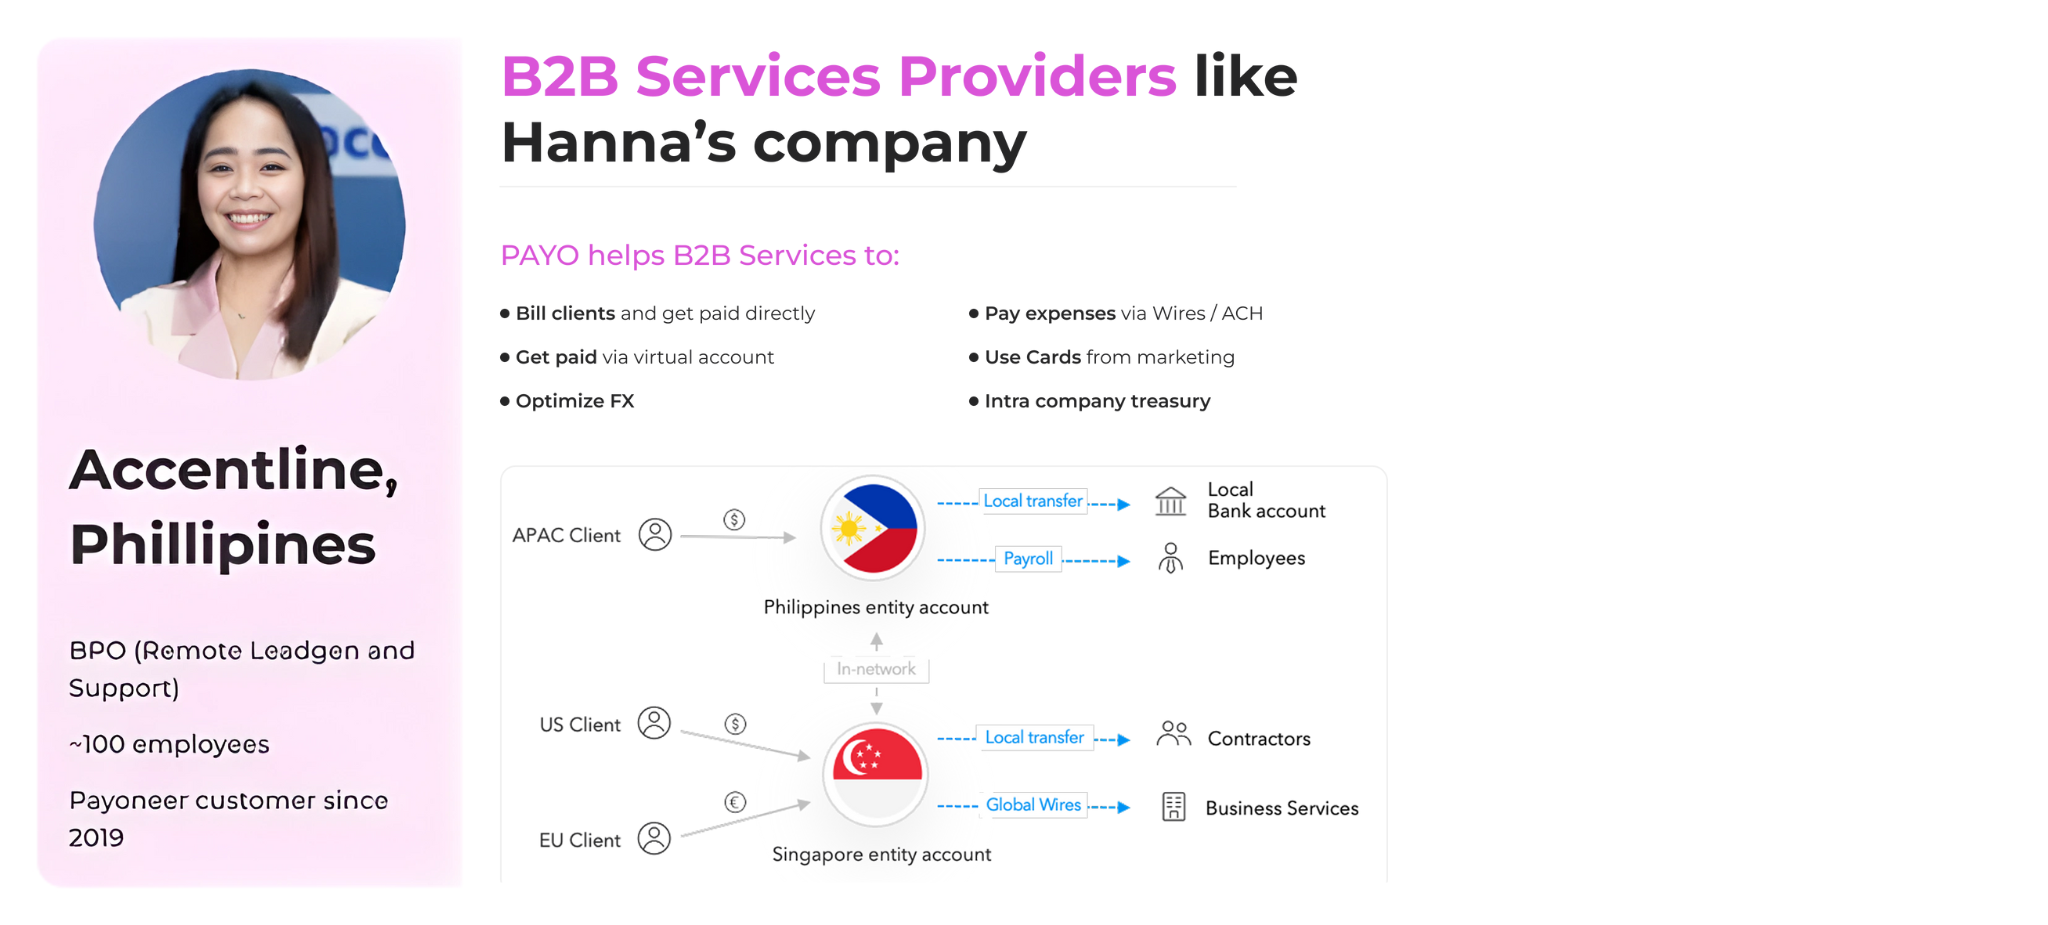 occ
Accentline,
Phillipines
BPO (Remote Leadgen and
Support)
~100 employees
Payoneer customer since
2019
B2B Services Providers like
Hanna’s company
PAYO helps B2B Services to:
● Bill clients and get paid directly
● Get paid via virtual account
● Optimize FX
● Pay expenses via Wires / ACH
● Use Cards from marketing
● Intra company treasury
APAC Client
$
Local transfer
Local
Bank account
Payroll
Employees
Philippines entity account
In-network
US Client
$
Local transfer
Contractors
€
Global Wires
Business Services
EU Client
Singapore entity account